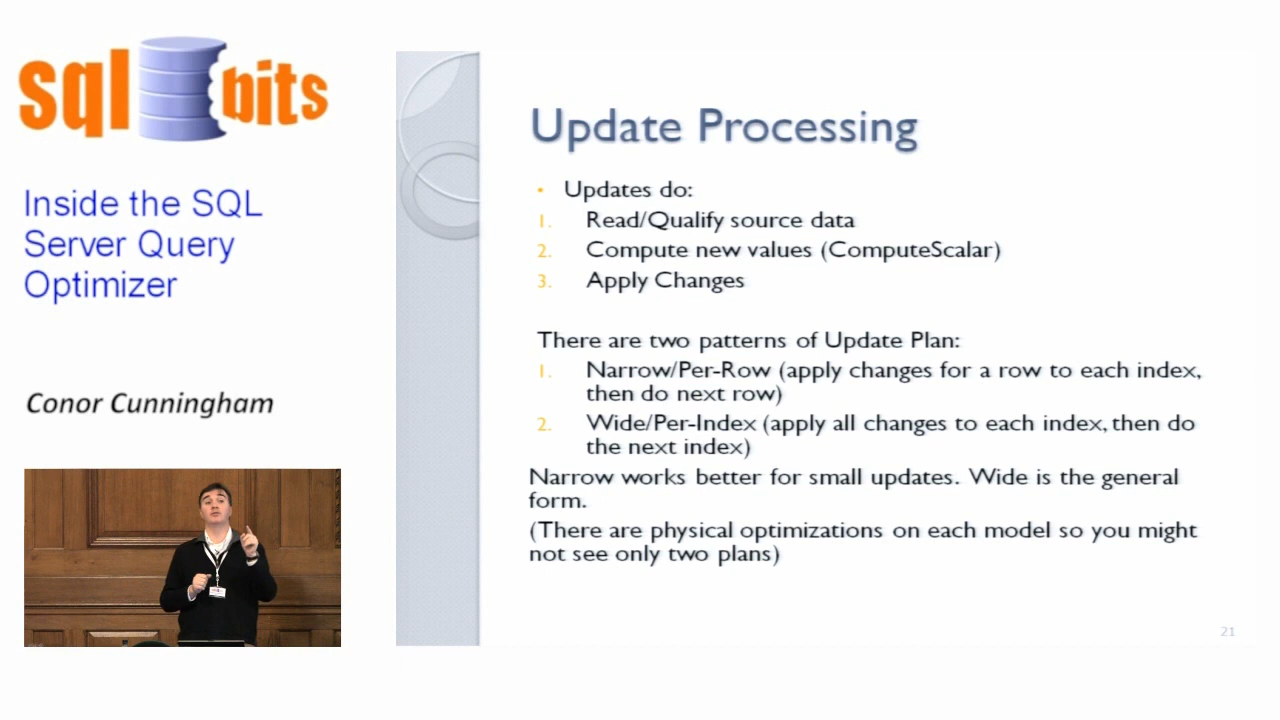 sql bits
Inside the SQL
Server Query
Optimizer
Conor Cunningham
Update Processing
• Updates do:
1. Read/Qualify source data
2. Compute new values (ComputeScalar)
3. Apply Changes
There are two patterns of Update Plan:
1. Narrow/Per-Row (apply changes for a row to each index,
then do next row)
2. Wide/Per-Index (apply all changes to each index, then do
the next index)
Narrow works better for small updates. Wide is the general
form.
(There are physical optimizations on each model so you might
not see only two plans)
21